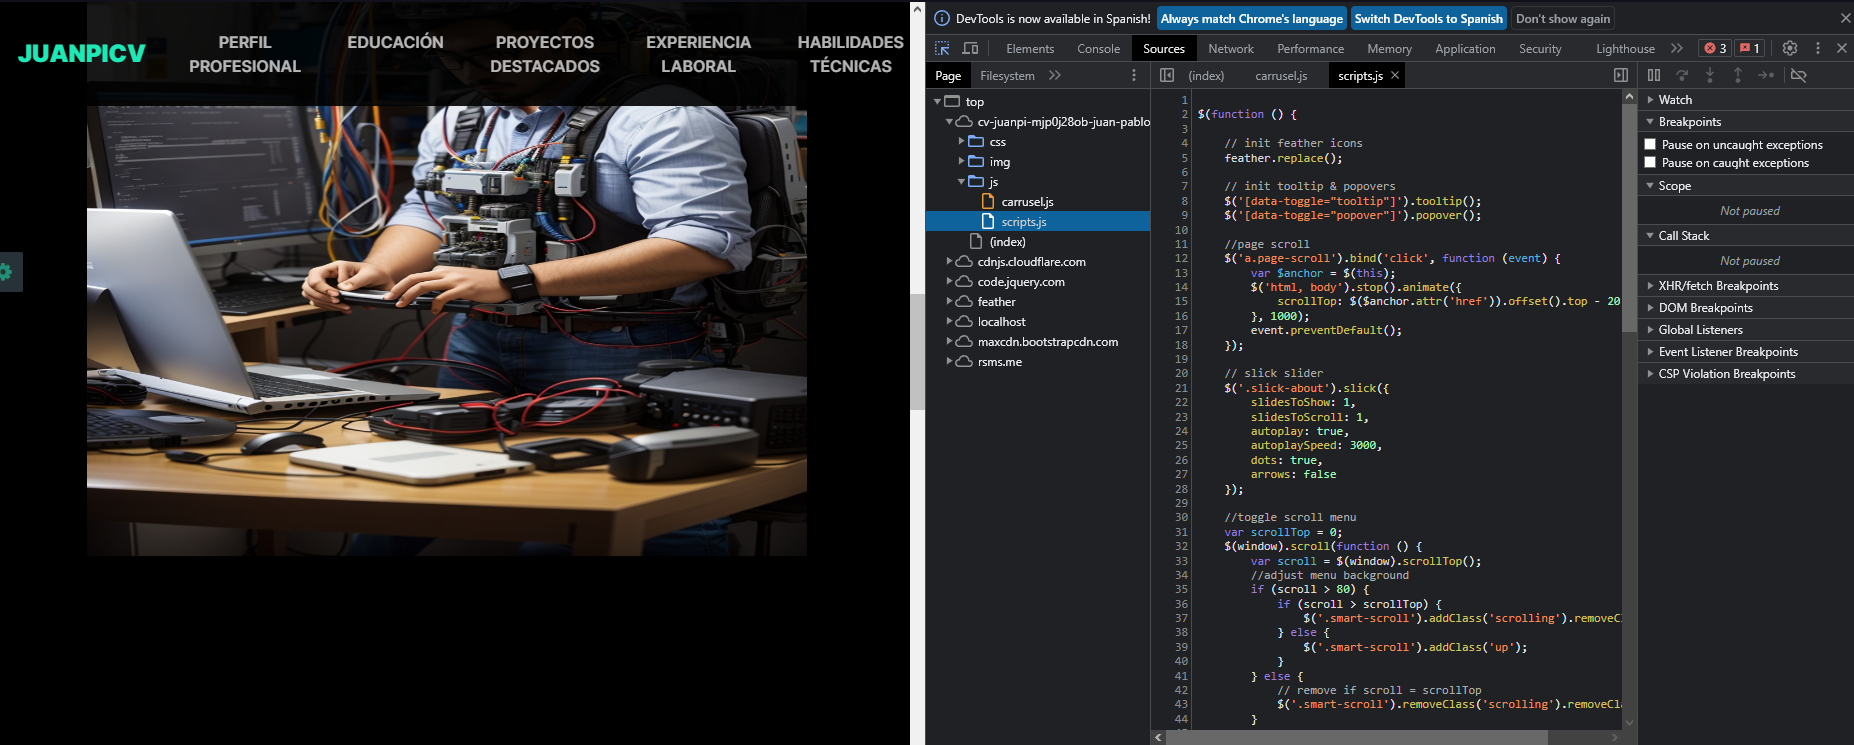 JUANPICV
PERFIL
PROFESIONAL
EDUCACIÓN
PROYECTOS
DESTACADOS
EXPERIENCIA
LABORAL
HABILIDADES
TÉCNICAS
DevTools is now available in Spanish!
Always match Chrome's language
Switch DevTools to Spanish
Don't show again
Elements Console Sources Network Performance Memory Application Security Lighthouse 3 1
Page Filesystem
(index) carrusel.js scripts.js
top
cv-juanpi-mjp0j28ob-juan-pablo
css
img
js
carrusel.js
scripts.js
(index)
cdnjs.cloudflare.com
code.jquery.com
feather
localhost
maxcdn.bootstrapcdn.com
rsms.me
1
2 $(function () {
3
4 // init feather icons
5 feather.replace();
6
7 // init tooltip & popovers
8 $('[data-toggle="tooltip"]').tooltip();
9 $('[data-toggle="popover"]').popover();
10
11 //page scroll
12 $('a.page-scroll').bind('click', function (event) {
13 var $anchor = $(this);
14 $('html, body').stop().animate({
15 scrollTop: $($anchor.attr('href')).offset().top - 20
16 }, 1000);
17 event.preventDefault();
18 });
19
20 // slick slider
21 $('.slick-about').slick({
22 slidesToShow: 1,
23 slidesToScroll: 1,
24 autoplay: true,
25 autoplaySpeed: 3000,
26 dots: true,
27 arrows: false
28 });
29
30 //toggle scroll menu
31 var scrollTop = 0;
32 $(window).scroll(function () {
33 var scroll = $(window).scrollTop();
34 //adjust menu background
35 if (scroll > 80) {
36 if (scroll > scrollTop) {
37 $('.smart-scroll').addClass('scrolling').removeCl
38 } else {
39 $('.smart-scroll').addClass('up');
40 }
41 } else {
42 // remove if scroll = scrollTop
43 $('.smart-scroll').removeClass('scrolling').removeCla
44 }
Watch
Breakpoints
Pause on uncaught exceptions
Pause on caught exceptions
Scope
Not paused
Call Stack
Not paused
XHR/fetch Breakpoints
DOM Breakpoints
Global Listeners
Event Listener Breakpoints
CSP Violation Breakpoints